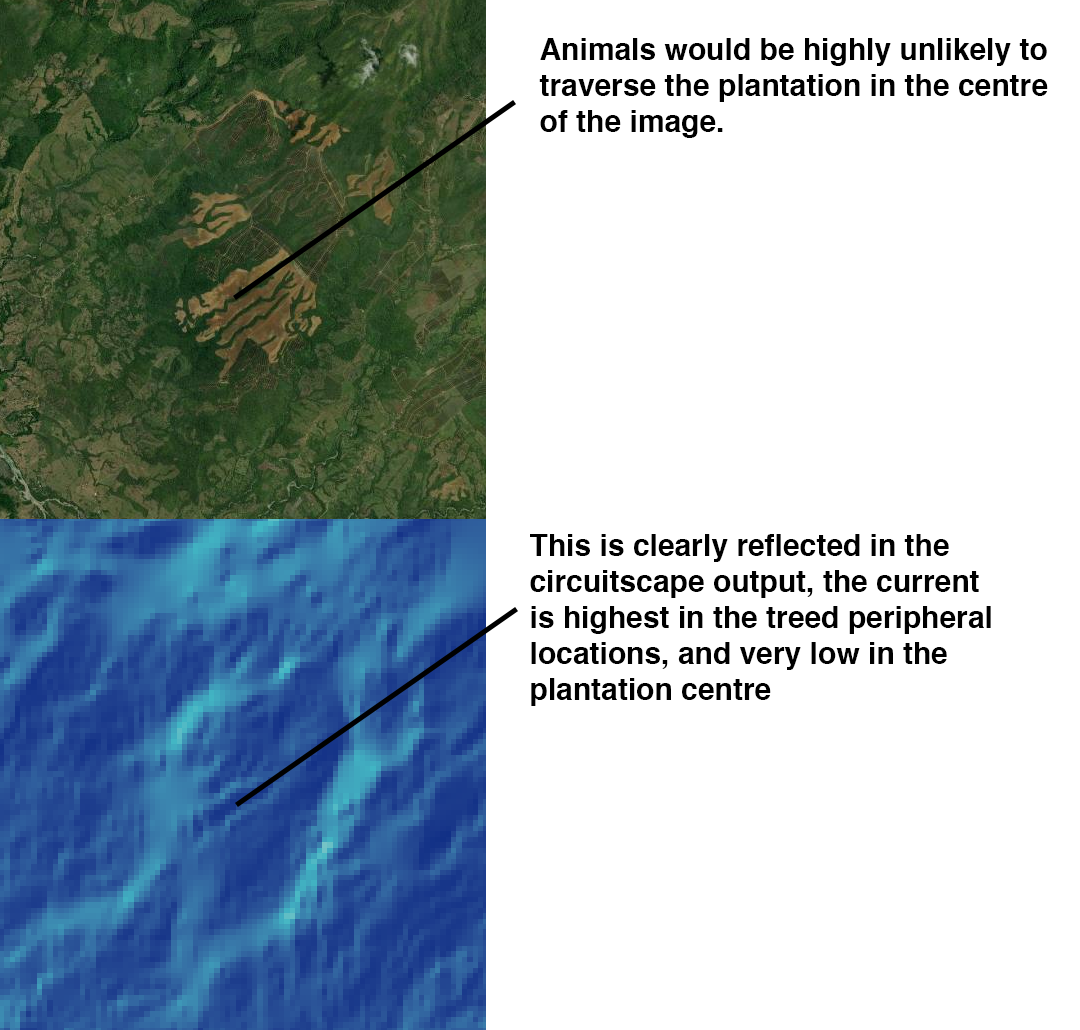 Animals would be highly unlikely to
traverse the plantation in the centre
of the image.
This is clearly reflected in the
circuitscape output, the current
is highest in the treed peripheral
locations, and very low in the
plantation centre